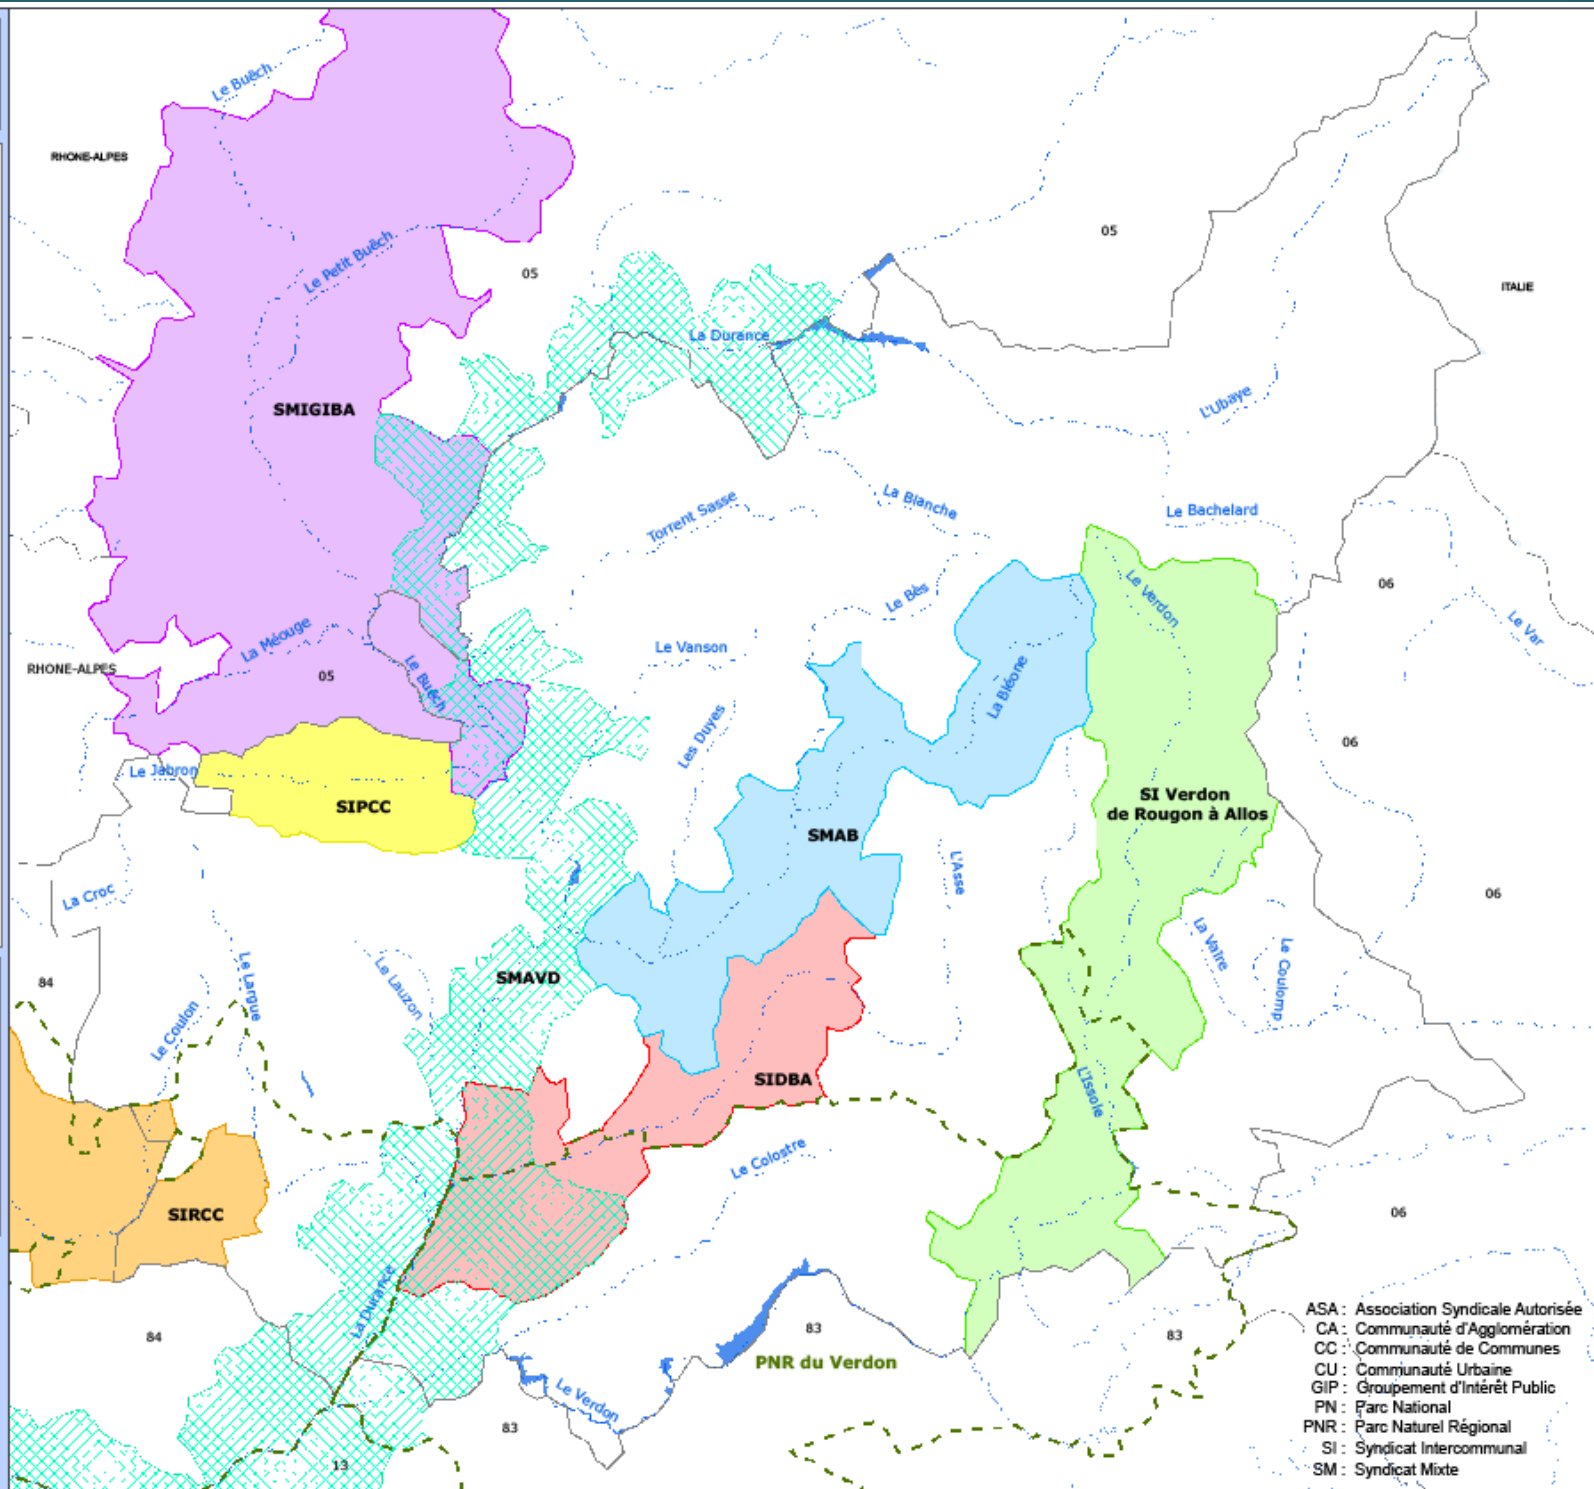 Le Buëch
RHONE-ALPES
05
Le Petit Buëch
05
ITALIE
La Durance
SMIGIBA
L'Ubaye
La Blanche
Torrent Sasse
Le Bachelard
06
Le Verdon
Le Bès
Le Var
La Méouge
Le Vanson
RHONE-ALPES
05
Le Buëch
La Bléone
Les Duyes
06
Le Jabron
SIPCC
SI Verdon
de Rougon à Allos
SMAB
L'Asse
La Croc
06
La Vaïre
Le Coulomp
84
Le Largue
Le Lauzon
SMAVD
Le Coulon
SIDBA
L'Issole
Le Colostre
SIRCC
06
La Durance
84
83
83
PNR du Verdon
Le Verdon
83
13
ASA : Association Syndicale Autorisée
CA : Communauté d'Agglomération
CC : Communauté de Communes
CU : Communauté Urbaine
GIP : Groupement d'Intérêt Public
PN : Parc National
PNR : Parc Naturel Régional
SI : Syndicat Intercommunal
SM : Syndicat Mixte